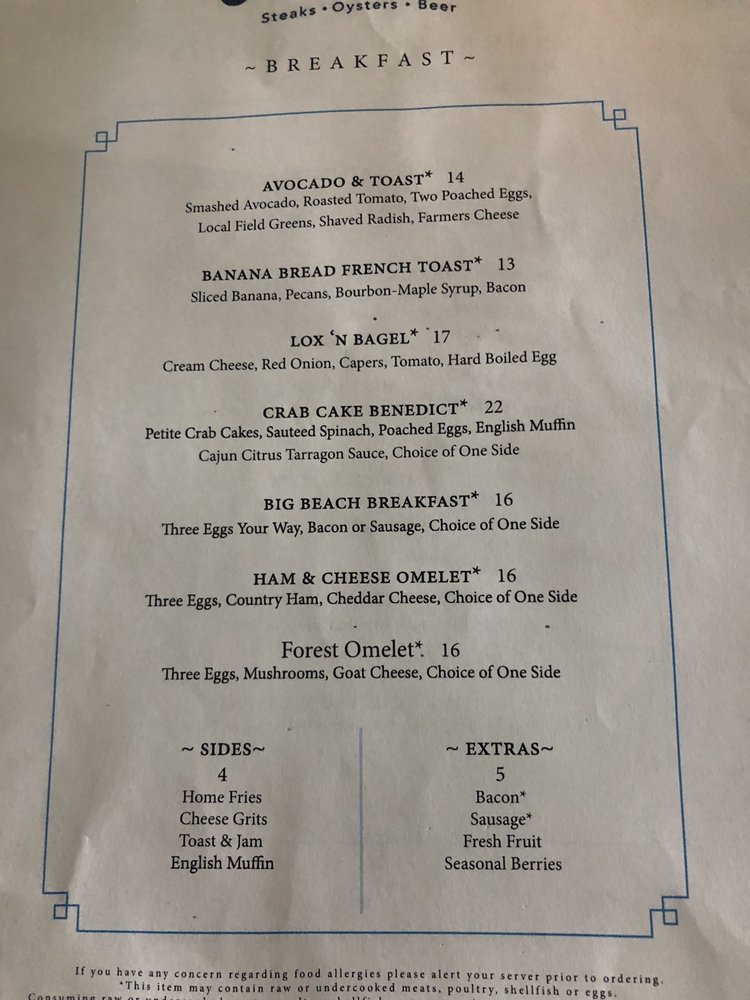 Steaks • Oysters • Beer
~BREAKFAST~
AVOCADO & TOAST* 14
Smashed Avocado, Roasted Tomato, Two Poached Eggs,
Local Field Greens, Shaved Radish, Farmers Cheese
BANANA BREAD FRENCH TOAST* 13
Sliced Banana, Pecans, Bourbon-Maple Syrup, Bacon
LOX ‘N BAGEL* 17
Cream Cheese, Red Onion, Capers, Tomato, Hard Boiled Egg
CRAB CAKE BENEDICT* 22
Petite Crab Cakes, Sauteed Spinach, Poached Eggs, English Muffin
Cajun Citrus Tarragon Sauce, Choice of One Side
BIG BEACH BREAKFAST* 16
Three Eggs Your Way, Bacon or Sausage, Choice of One Side
HAM & CHEESE OMELET* 16
Three Eggs, Country Ham, Cheddar Cheese, Choice of One Side
Forest Omelet*. 16
Three Eggs, Mushrooms, Goat Cheese, Choice of One Side
~ SIDES~
4
Home Fries
Cheese Grits
Toast & Jam
English Muffin
~ EXTRAS~
5
Bacon*
Sausage*
Fresh Fruit
Seasonal Berries
If you have any concern regarding food allergies please alert your server prior to ordering.
*This item may contain raw or undercooked meats, poultry, shellfish or eggs.
Consuming raw or